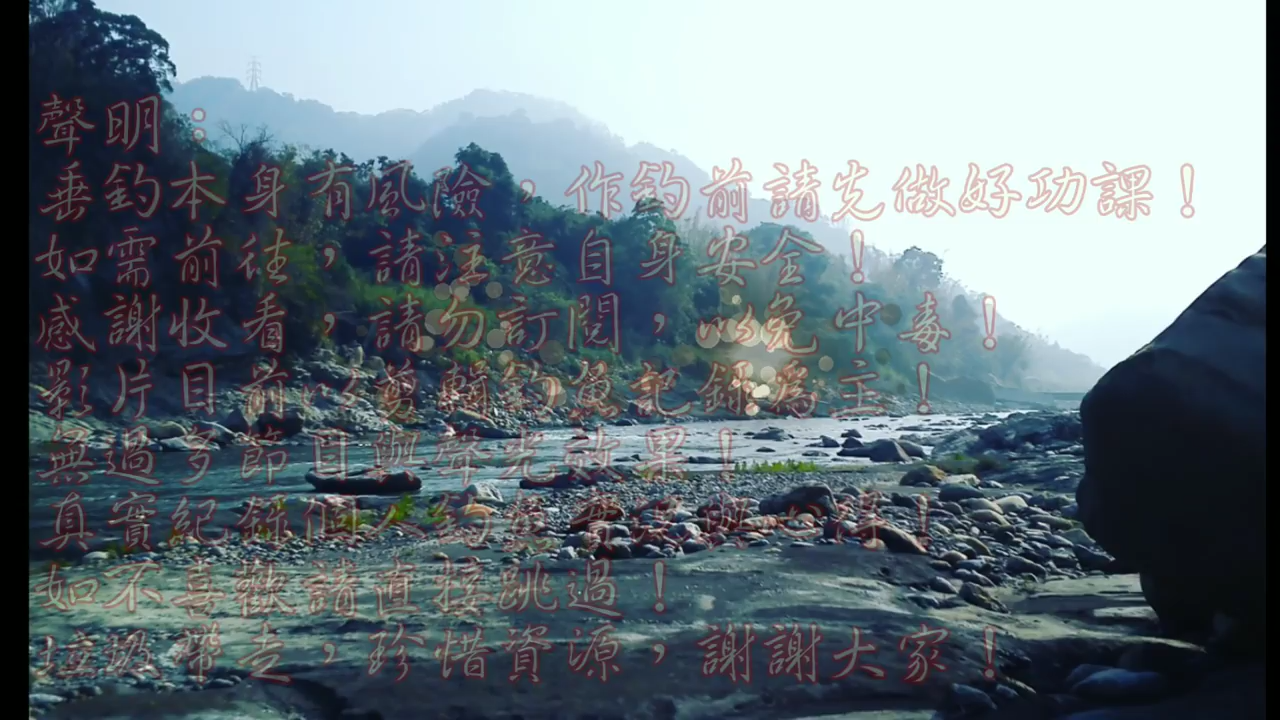 聲明：
垂釣本身有風險，作釣前請先做好功課！
如需前往，請注意自身安全！
感謝收看，請勿訂閱，以免中毒！
影片目前以剪輯釣魚記錄為主！
無過多節目與聲光效果！
真實紀錄個人釣魚
如不喜歡請直接跳過！
垃圾帶走，珍惜資源，謝謝大家！